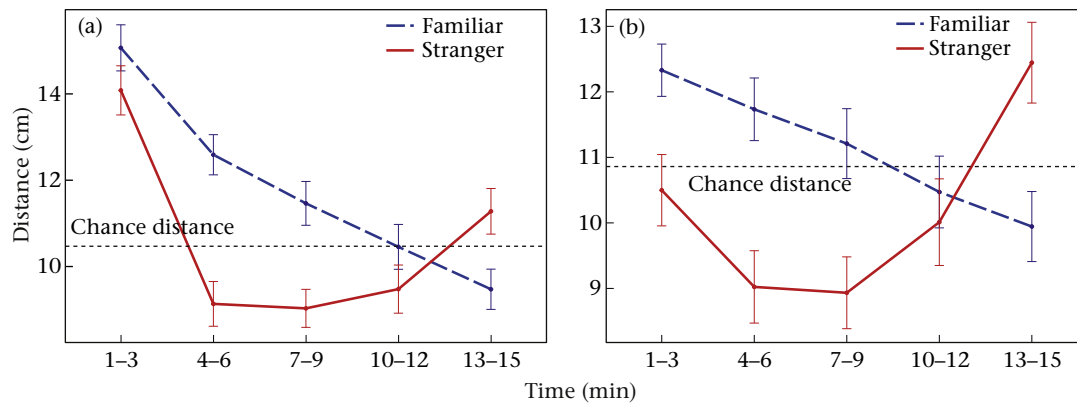 (a)
Familiar
Stranger
Distance (cm)
14
12
10
Chance distance
1–3
4–6
7–9
10–12
13–15
(b)
Familiar
Stranger
13
12
11
10
9
Chance distance
1–3
4–6
7–9
10–12
13–15
Time (min)